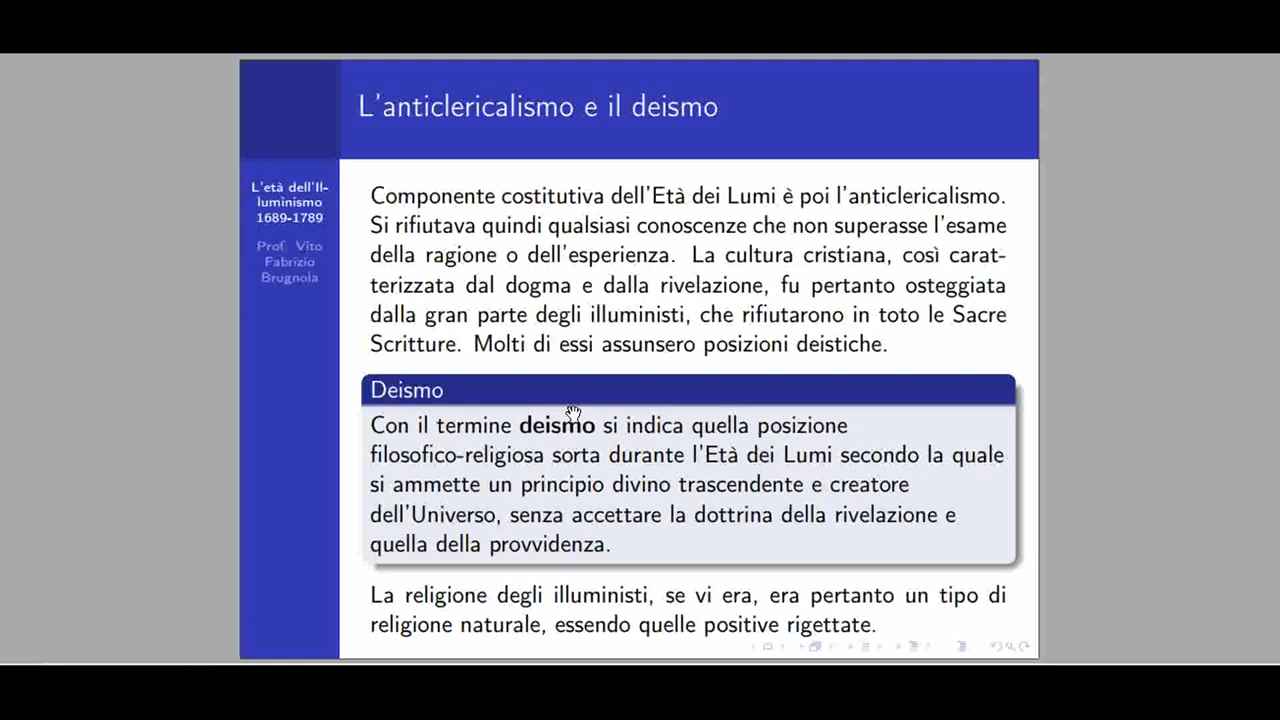 L'anticlericalismo e il deismo
L'età dell'Il-
luminismo
1689-1789
Prof. Vito
Fabrizio
Brugnola
Componente costitutiva dell'Età dei Lumi è poi l'anticlericalismo.
Si rifiutava quindi qualsiasi conoscenze che non superasse l'esame
della ragione o dell'esperienza. La cultura cristiana, così carat-
terizzata dal dogma e dalla rivelazione, fu pertanto osteggiata
dalla gran parte degli illuministi, che rifiutarono in toto le Sacre
Scritture. Molti di essi assunsero posizioni deistiche.
Deismo
Con il termine deismo si indica quella posizione
filosofico-religiosa sorta durante l'Età dei Lumi secondo la quale
si ammette un principio divino trascendente e creatore
dell'Universo, senza accettare la dottrina della rivelazione e
quella della provvidenza.
La religione degli illuministi, se vi era, era pertanto un tipo di
religione naturale, essendo quelle positive rigettate.